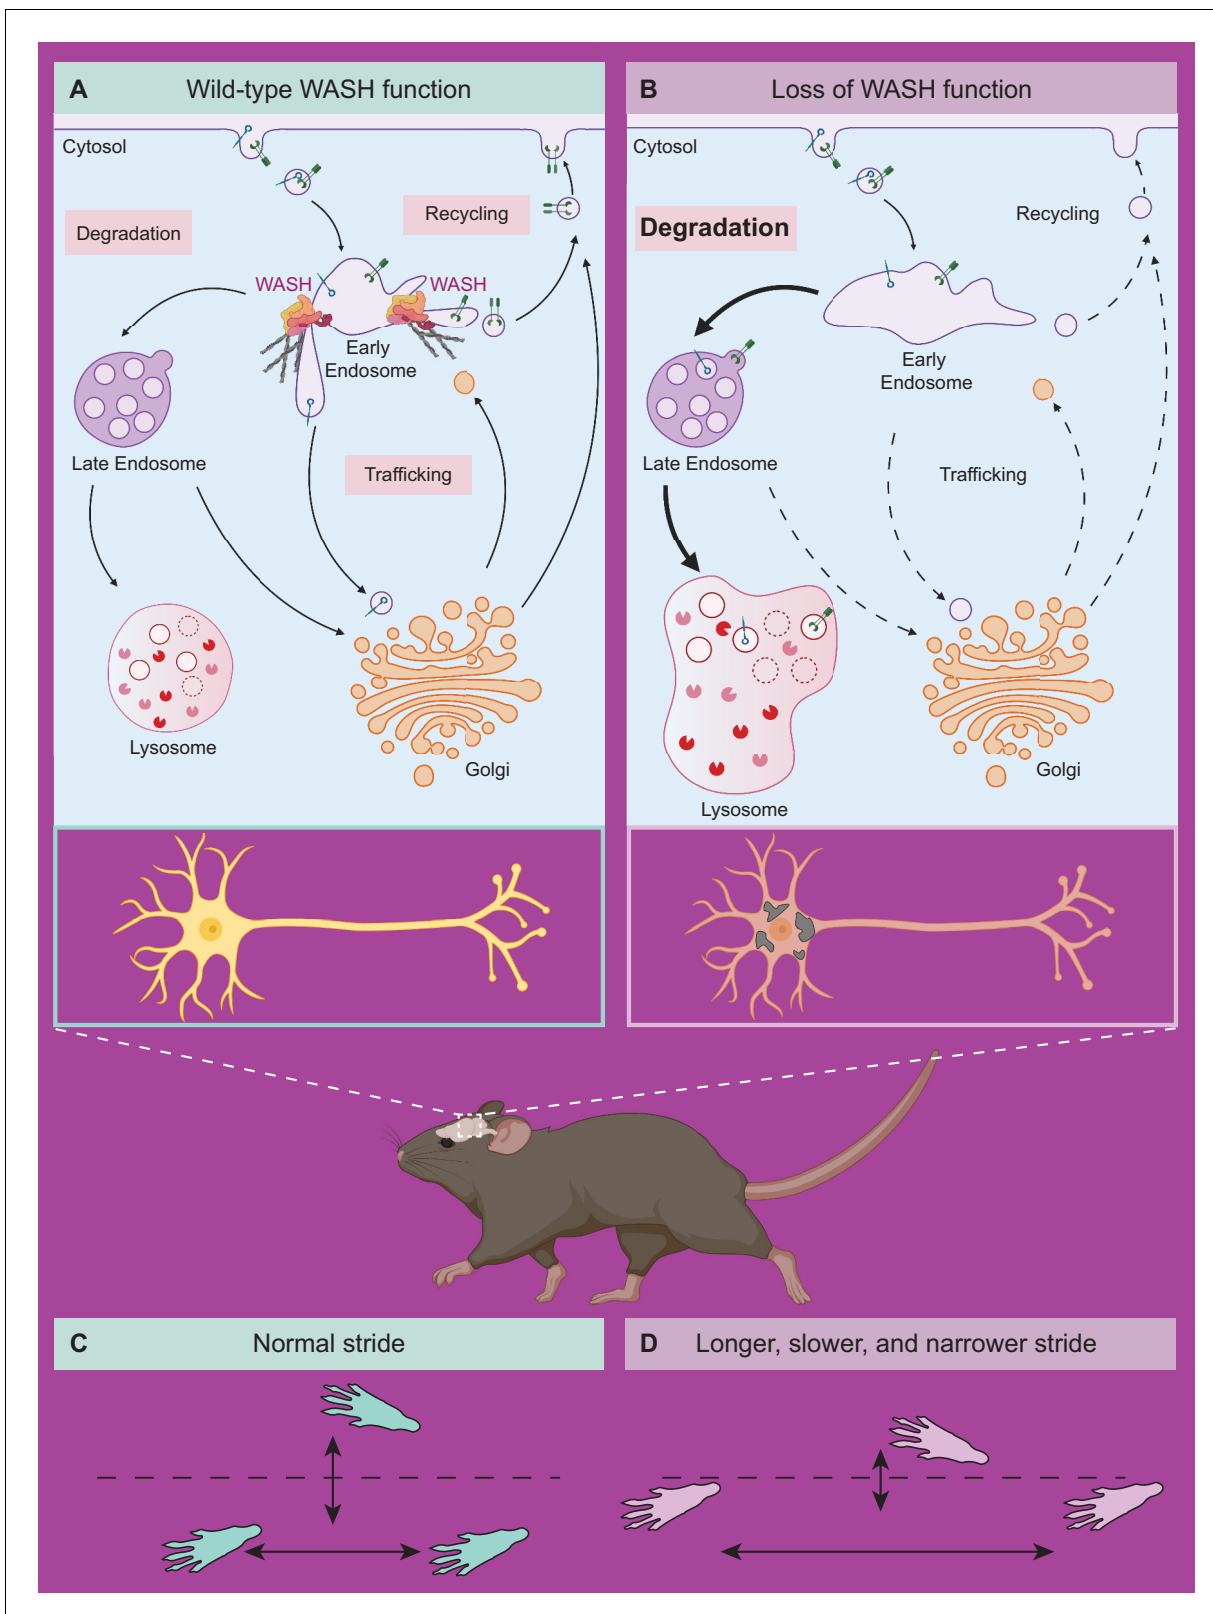 A Wild-type WASH function
Cytosol
Degradation
Recycling
WASH
WASH
Early
Endosome
Late Endosome
Trafficking
Lysosome
Golgi
B Loss of WASH function
Cytosol
Degradation
Recycling
Early
Endosome
Late Endosome
Trafficking
Lysosome
Golgi
C Normal stride
D Longer, slower, and narrower stride